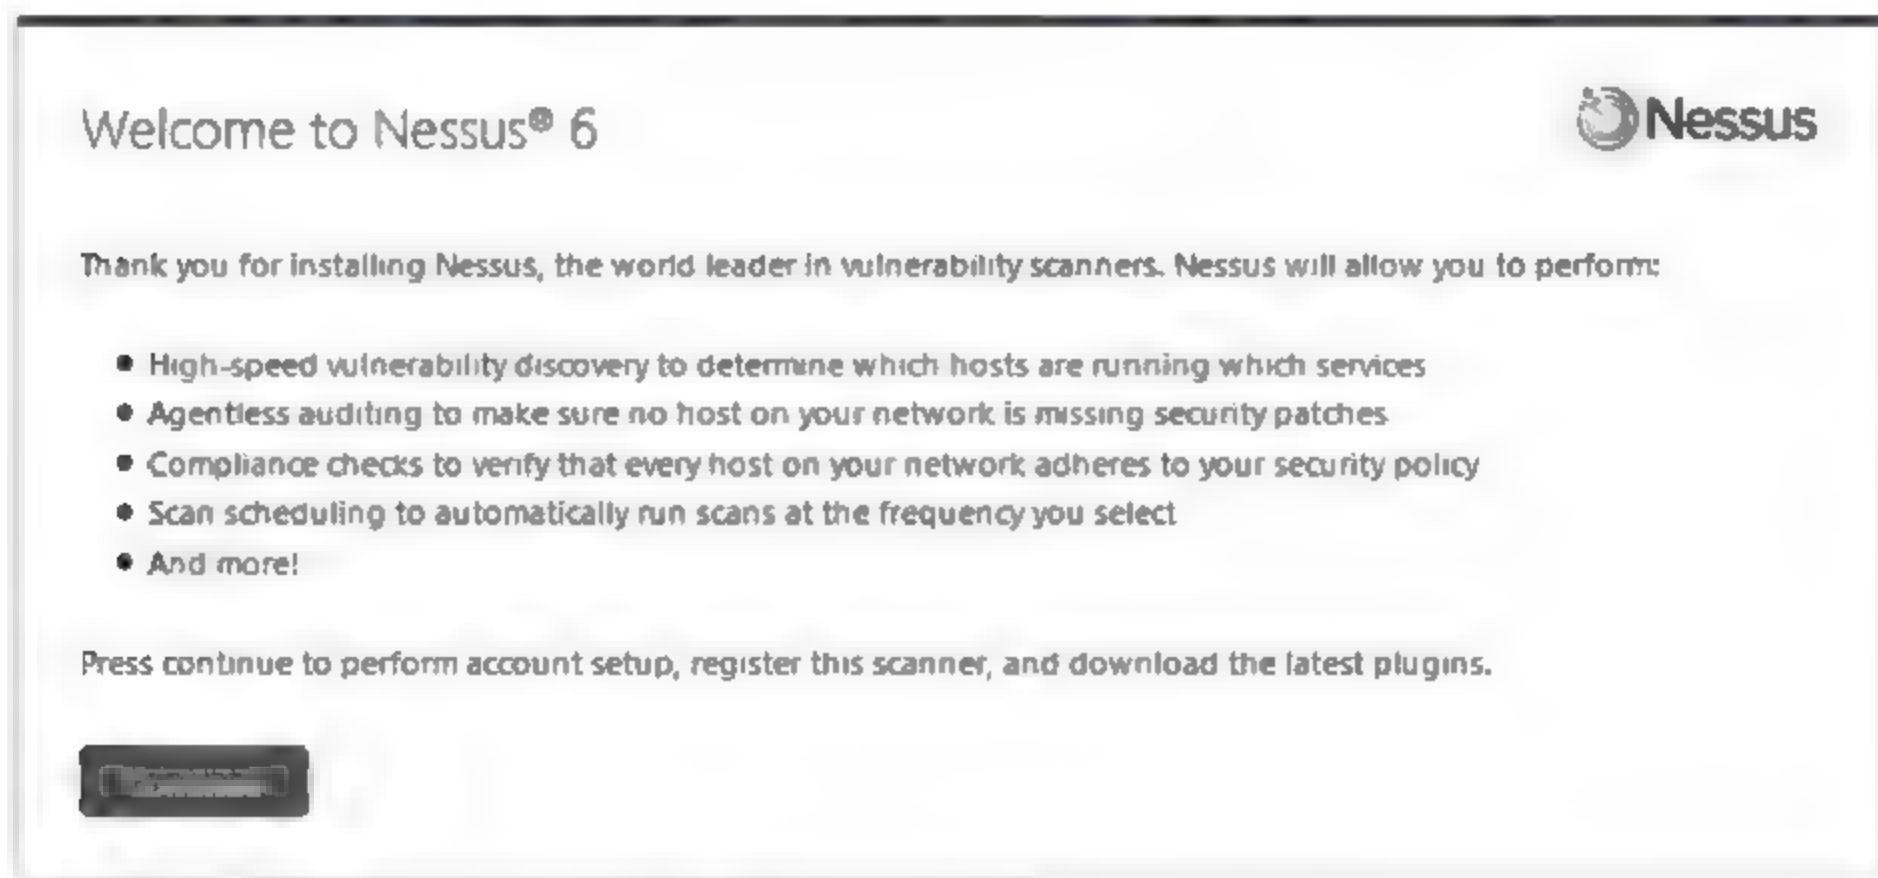 Welcome to Nessus® 6
Nessus
Thank you for installing Nessus, the world leader in vulnerability scanners. Nessus will allow you to perform:
• High-speed vulnerability discovery to determine which hosts are running which services
• Agentless auditing to make sure no host on your network is missing security patches
• Compliance checks to verify that every host on your network adheres to your security policy
• Scan scheduling to automatically run scans at the frequency you select
• And more!
Press continue to perform account setup, register this scanner, and download the latest plugins.